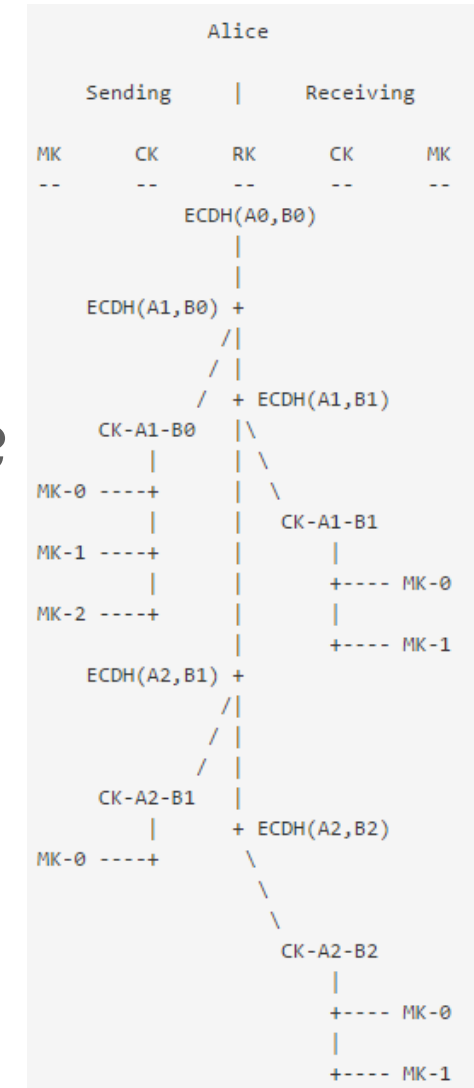 Alice
Sending | Receiving
MK CK RK CK MK
-- -- -- -- --
ECDH(A0,B0)
|
|
ECDH(A1,B0) +
/|
/ |
/ + ECDH(A1,B1)
CK-A1-B0 |\
| | \
MK-0 ----+ | \
| | CK-A1-B1
MK-1 ----+ | |
| | +---- MK-0
MK-2 ----+ | |
| +---- MK-1
ECDH(A2,B1) +
/|
/ |
/ |
CK-A2-B1 |
| + ECDH(A2,B2)
MK-0 ----+ \
\
\
CK-A2-B2
|
+---- MK-0
|
+---- MK-1